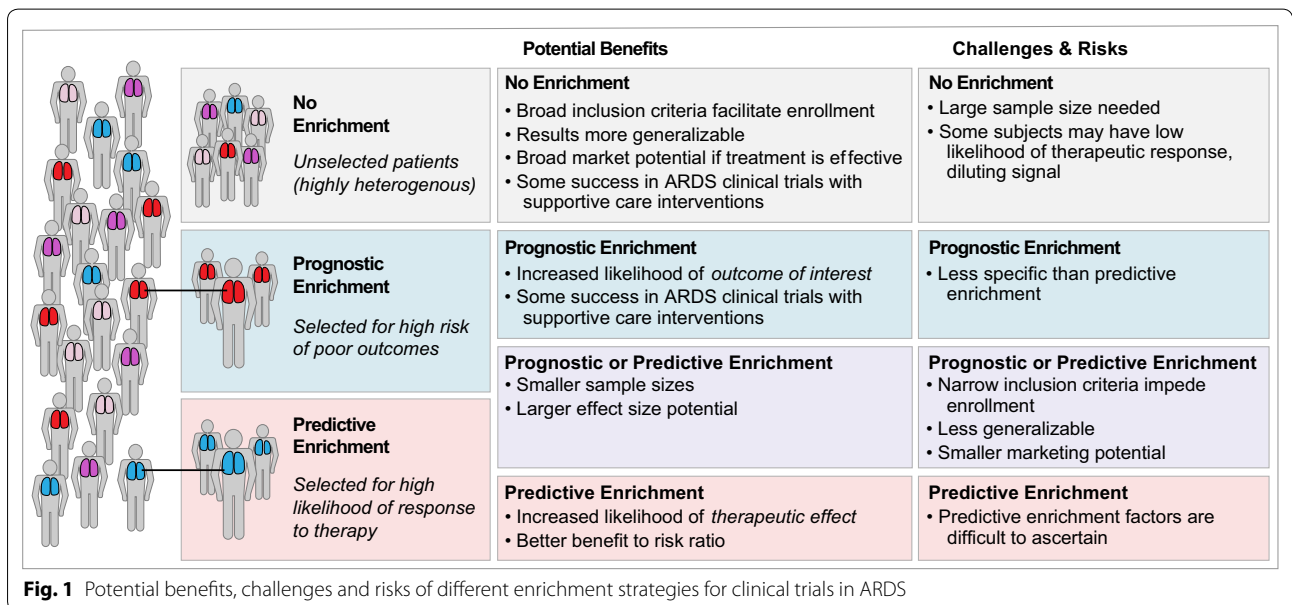 Potential Benefits
Challenges & Risks
No
Enrichment
Unselected patients
(highly heterogenous)
No Enrichment
• Broad inclusion criteria facilitate enrollment
• Results more generalizable
• Broad market potential if treatment is effective
• Some success in ARDS clinical trials with
supportive care interventions
No Enrichment
• Large sample size needed
• Some subjects may have low
likelihood of therapeutic response,
diluting signal
Prognostic
Enrichment
Selected for high risk
of poor outcomes
Prognostic Enrichment
• Increased likelihood of outcome of interest
• Some success in ARDS clinical trials with
supportive care interventions
Prognostic Enrichment
• Less specific than predictive
enrichment
Prognostic or Predictive Enrichment
• Smaller sample sizes
• Larger effect size potential
Prognostic or Predictive Enrichment
• Narrow inclusion criteria impede
enrollment
• Less generalizable
• Smaller marketing potential
Predictive
Enrichment
Selected for high
likelihood of response
to therapy
Predictive Enrichment
• Increased likelihood of therapeutic effect
• Better benefit to risk ratio
Predictive Enrichment
• Predictive enrichment factors are
difficult to ascertain
Fig. 1 Potential benefits, challenges and risks of different enrichment strategies for clinical trials in ARDS